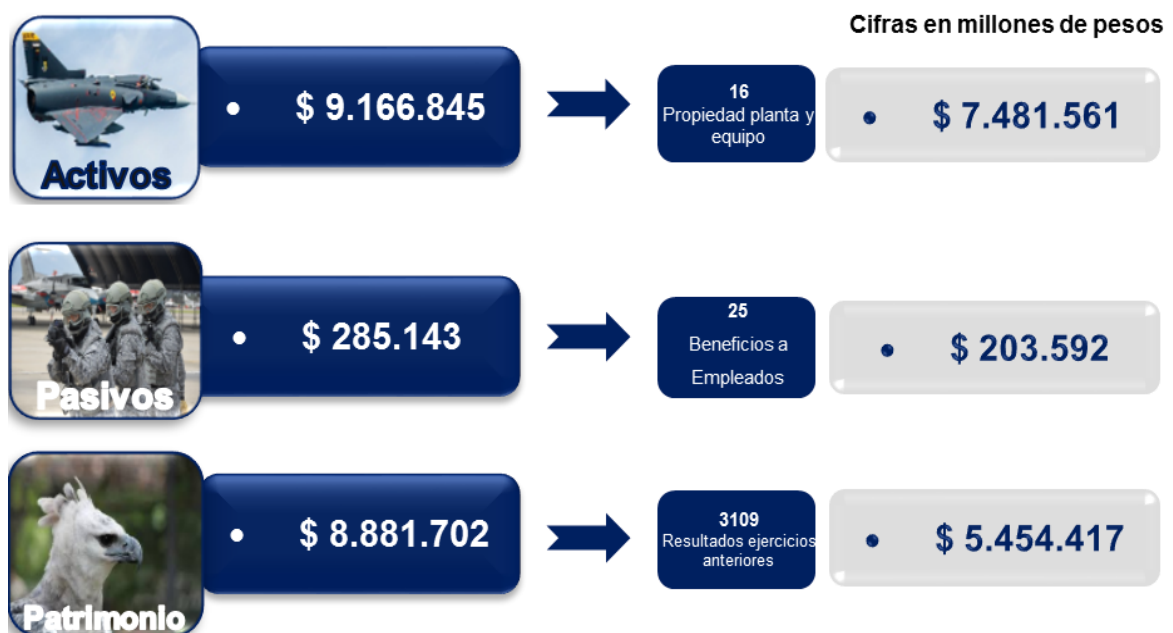 Cifras en millones de pesos
Activos
• $ 9.166.845
16
Propiedad planta y
equipo
• $ 7.481.561
Pasivos
• $ 285.143
25
Beneficios a
Empleados
• $ 203.592
Patrimonio
• $ 8.881.702
3109
Resultados ejercicios
anteriores
• $ 5.454.417